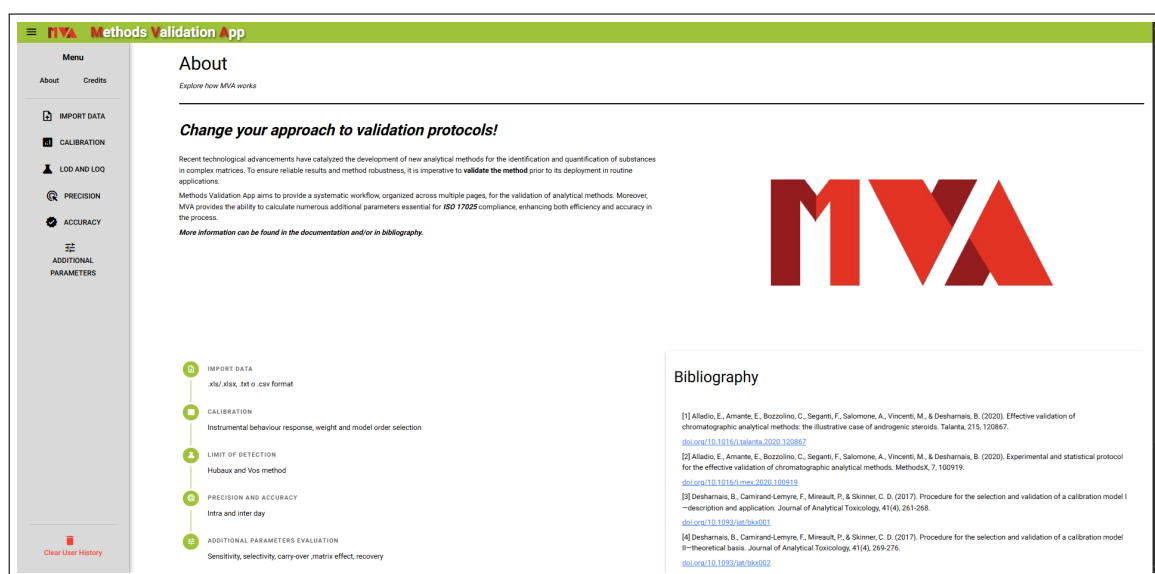 MVA Methods Validation App
Menu
About Credits
IMPORT DATA
CALIBRATION
LOD AND LOQ
PRECISION
ACCURACY
ADDITIONAL
PARAMETERS
Clear User History
About
Explore how MVA works
Change your approach to validation protocols!
Recent technological advancements have catalyzed the development of new analytical methods for the identification and quantification of substances
in complex matrices. To ensure reliable results and method robustness, it is imperative to validate the method prior to its deployment in routine
applications.
Methods Validation App aims to provide a systematic workflow, organized across multiple pages, for the validation of analytical methods. Moreover,
MVA provides the ability to calculate numerous additional parameters essential for ISO 17025 compliance, enhancing both efficiency and accuracy in
the process.
More information can be found in the documentation and/or in bibliography.
MVA
IMPORT DATA
.xls/.xlsx, .txt o .csv format
CALIBRATION
Instrumental behaviour response, weight and model order selection
LIMIT OF DETECTION
Hubaux and Vos method
PRECISION AND ACCURACY
Intra and inter day
ADDITIONAL PARAMETERS EVALUATION
Sensitivity, selectivity, carry-over ,matrix effect, recovery
Bibliography
[1] Alladio, E., Amante, E., Bozzolino, C., Seganti, F., Salomone, A., Vincenti, M., & Desharnais, B. (2020). Effective validation of
chromatographic analytical methods: the illustrative case of androgenic steroids. Talanta, 215, 120867.
doi.org/10.1016/j.talanta.2020.120867
[2] Alladio, E., Amante, E., Bozzolino, C., Seganti, F., Salomone, A., Vincenti, M., & Desharnais, B. (2020). Experimental and statistical protocol
for the effective validation of chromatographic analytical methods. MethodsX, 7, 100919.
doi.org/10.1016/j.mex.2020.100919
[3] Desharnais, B., Camirand-Lemyre, F., Mireault, P., & Skinner, C. D. (2017). Procedure for the selection and validation of a calibration model I
—description and application. Journal of Analytical Toxicology, 41(4), 261-268.
doi.org/10.1093/jat/bkx001
[4] Desharnais, B., Camirand-Lemyre, F., Mireault, P., & Skinner, C. D. (2017). Procedure for the selection and validation of a calibration model
II—theoretical basis. Journal of Analytical Toxicology, 41(4), 269-276.
doi.org/10.1093/jat/bkx002